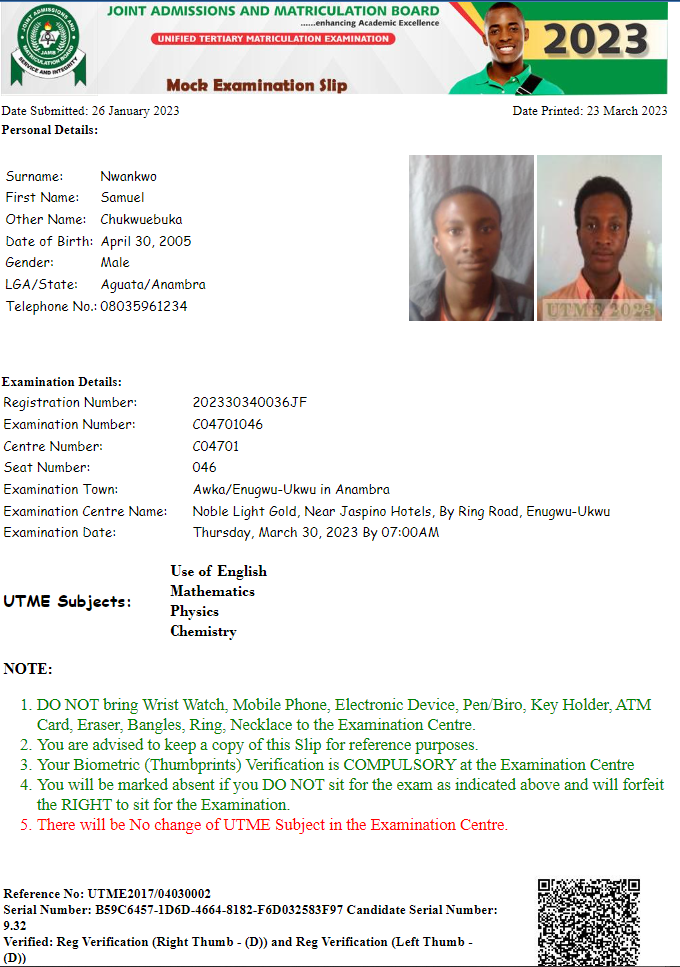 JOINT ADMISSIONS AND MATRICULATION BOARD
......enhancing Academic Excellence
UNIFIED TERTIARY MATRICULATION EXAMINATION
2023
JOINT ADMISSIONS AND MATRICULATION BOARD
JAMB
SERVICE AND INTEGRITY
Mock Examination Slip
Date Submitted: 26 January 2023 Date Printed: 23 March 2023
Personal Details:
Surname: Nwankwo
First Name: Samuel
Other Name: Chukwuebuka
Date of Birth: April 30, 2005
Gender: Male
LGA/State: Aguata/Anambra
Telephone No.: 08035961234
UTME 2023
Examination Details:
Registration Number: 202330340036JF
Examination Number: C04701046
Centre Number: C04701
Seat Number: 046
Examination Town: Awka/Enugwu-Ukwu in Anambra
Examination Centre Name: Noble Light Gold, Near Jaspino Hotels, By Ring Road, Enugwu-Ukwu
Examination Date: Thursday, March 30, 2023 By 07:00AM
UTME Subjects:
Use of English
Mathematics
Physics
Chemistry
NOTE:
1. DO NOT bring Wrist Watch, Mobile Phone, Electronic Device, Pen/Biro, Key Holder, ATM
Card, Eraser, Bangles, Ring, Necklace to the Examination Centre.
2. You are advised to keep a copy of this Slip for reference purposes.
3. Your Biometric (Thumbprints) Verification is COMPULSORY at the Examination Centre
4. You will be marked absent if you DO NOT sit for the exam as indicated above and will forfeit
the RIGHT to sit for the Examination.
5. There will be No change of UTME Subject in the Examination Centre.
Reference No: UTME2017/04030002
Serial Number: B59C6457-1D6D-4664-8182-F6D032583F97 Candidate Serial Number:
9.32
Verified: Reg Verification (Right Thumb - (D)) and Reg Verification (Left Thumb -
(D))